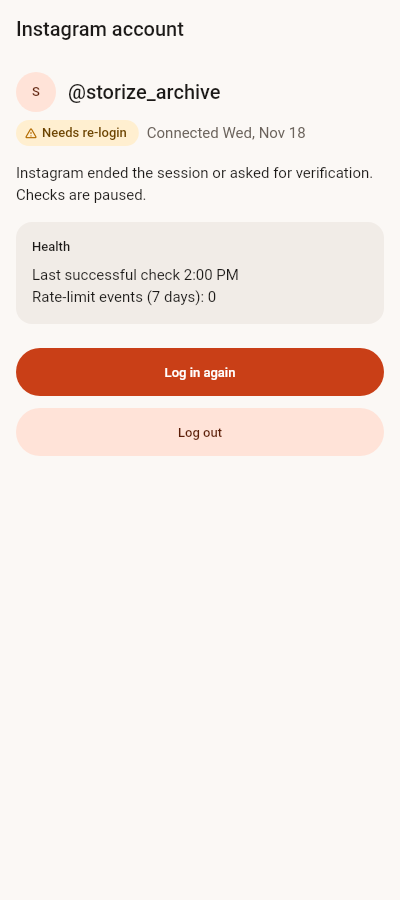 Instagram account
S
@storize_archive
Needs re-login
Connected Wed, Nov 18
Instagram ended the session or asked for verification.
Checks are paused.
Health
Last successful check 2:00 PM
Rate-limit events (7 days): 0
Log in again
Log out